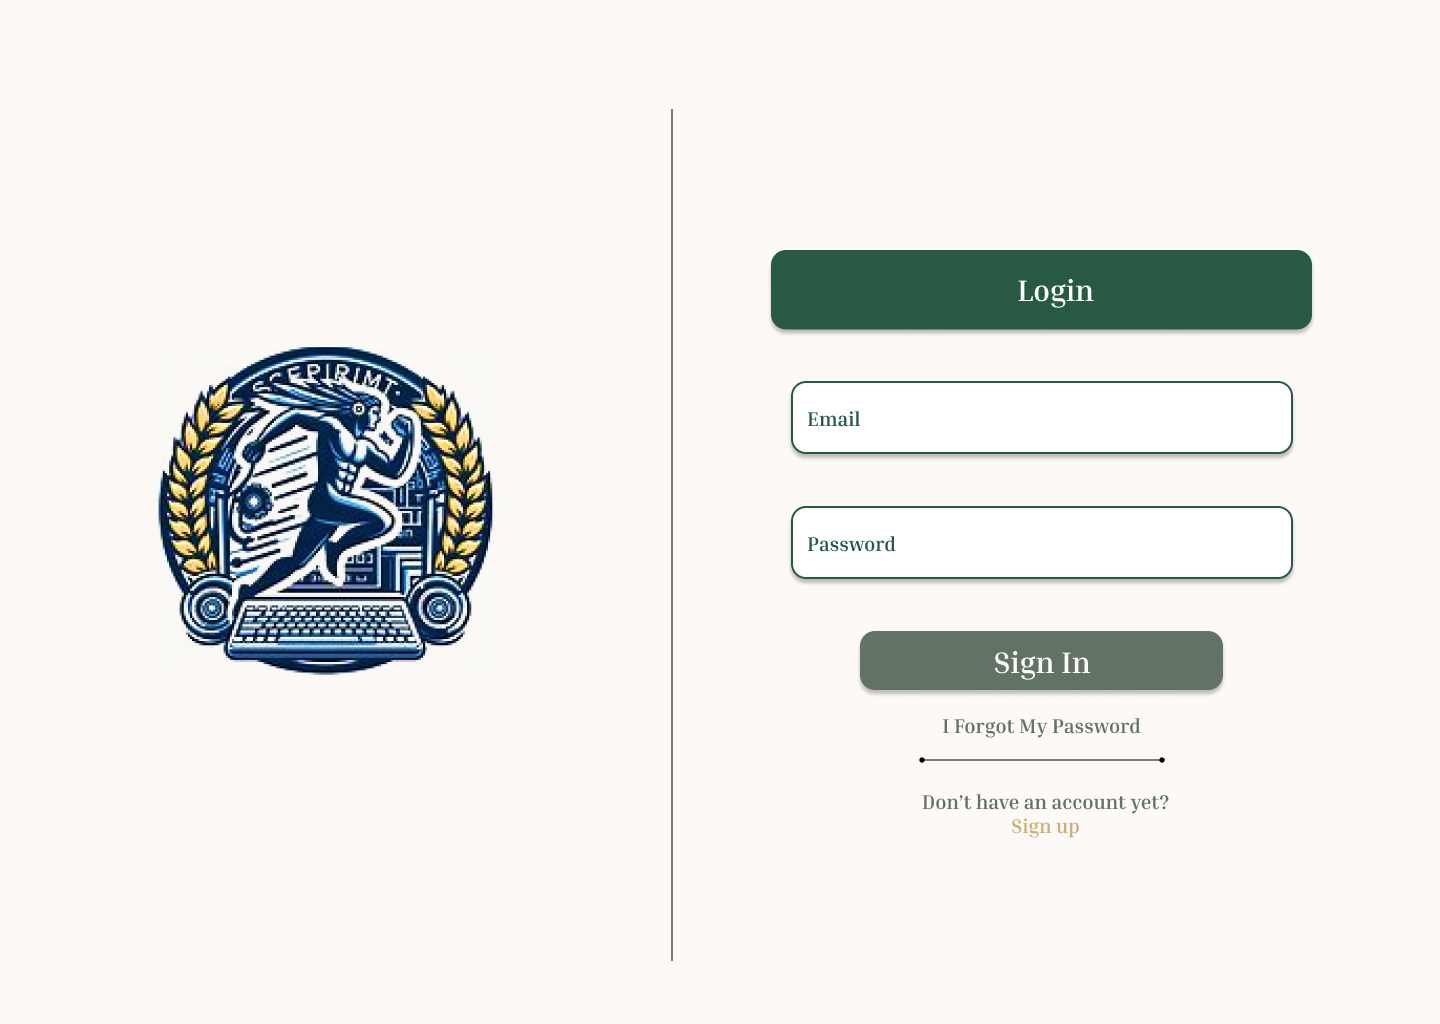 SCEPIRIMT.
Login
Email
Password
Sign In
I Forgot My Password
Don’t have an account yet?
Sign up